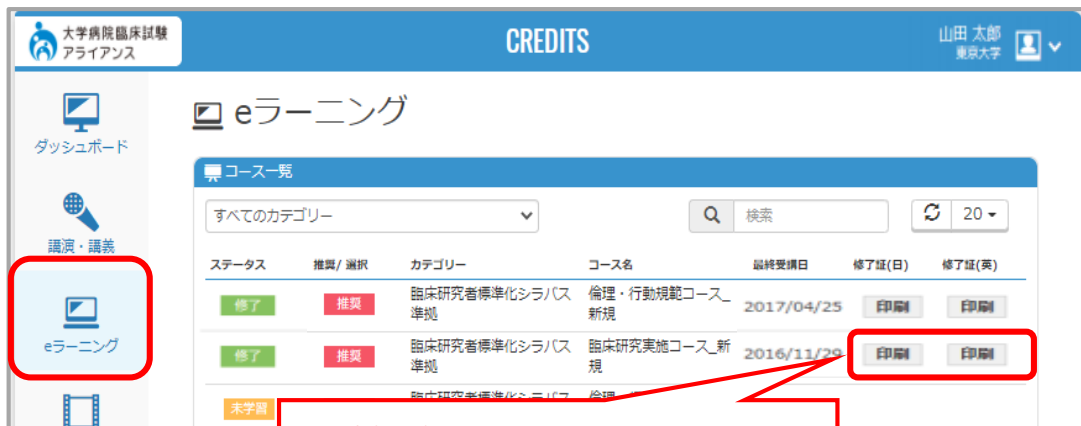 大学病院臨床試験
アライアンス
CREDITS
山田 太郎
東京大学
ダッシュボード
eラーニング
コース一覧
すべてのカテゴリー
検索
20
講演・講義
ステータス 推奨/ 選択 カテゴリー コース名 最終受講日 修了証(日) 修了証(英)
修了 推奨 臨床研究者標準化シラバス準拠 倫理・行動規範コース_新規 2017/04/25 印刷 印刷
eラーニング
修了 推奨 臨床研究者標準化シラバス準拠 臨床研究実施コース_新規 2016/11/29 印刷 印刷
未学習